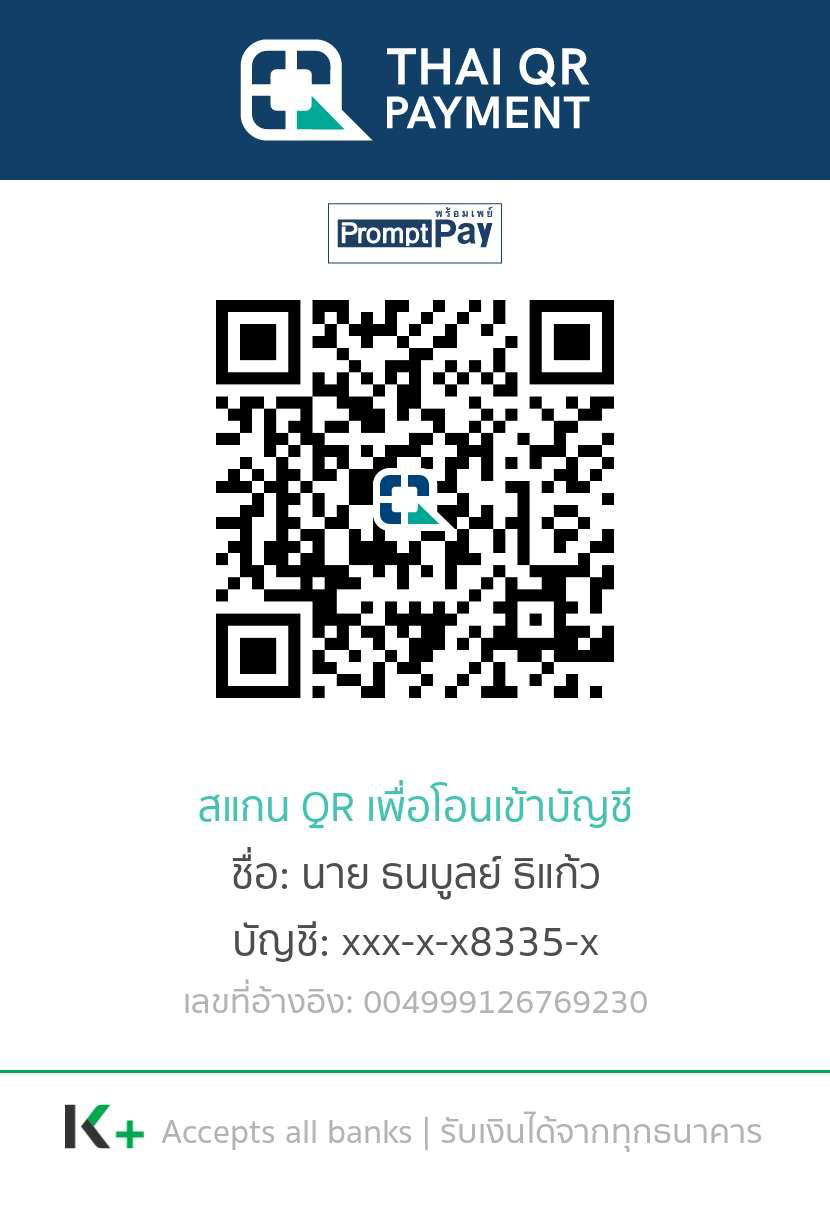 THAI QR
PAYMENT
พร้อมเพย์
PromptPay
สแกน QR เพื่อโอนเข้าบัญชี
ชื่อ: นาย ธนบูลย์ ธิแก้ว
บัญชี: xxx-x-x8335-x
เลขที่อ้างอิง: 004999126769230
K+ Accepts all banks | รับเงินได้จากทุกธนาคาร